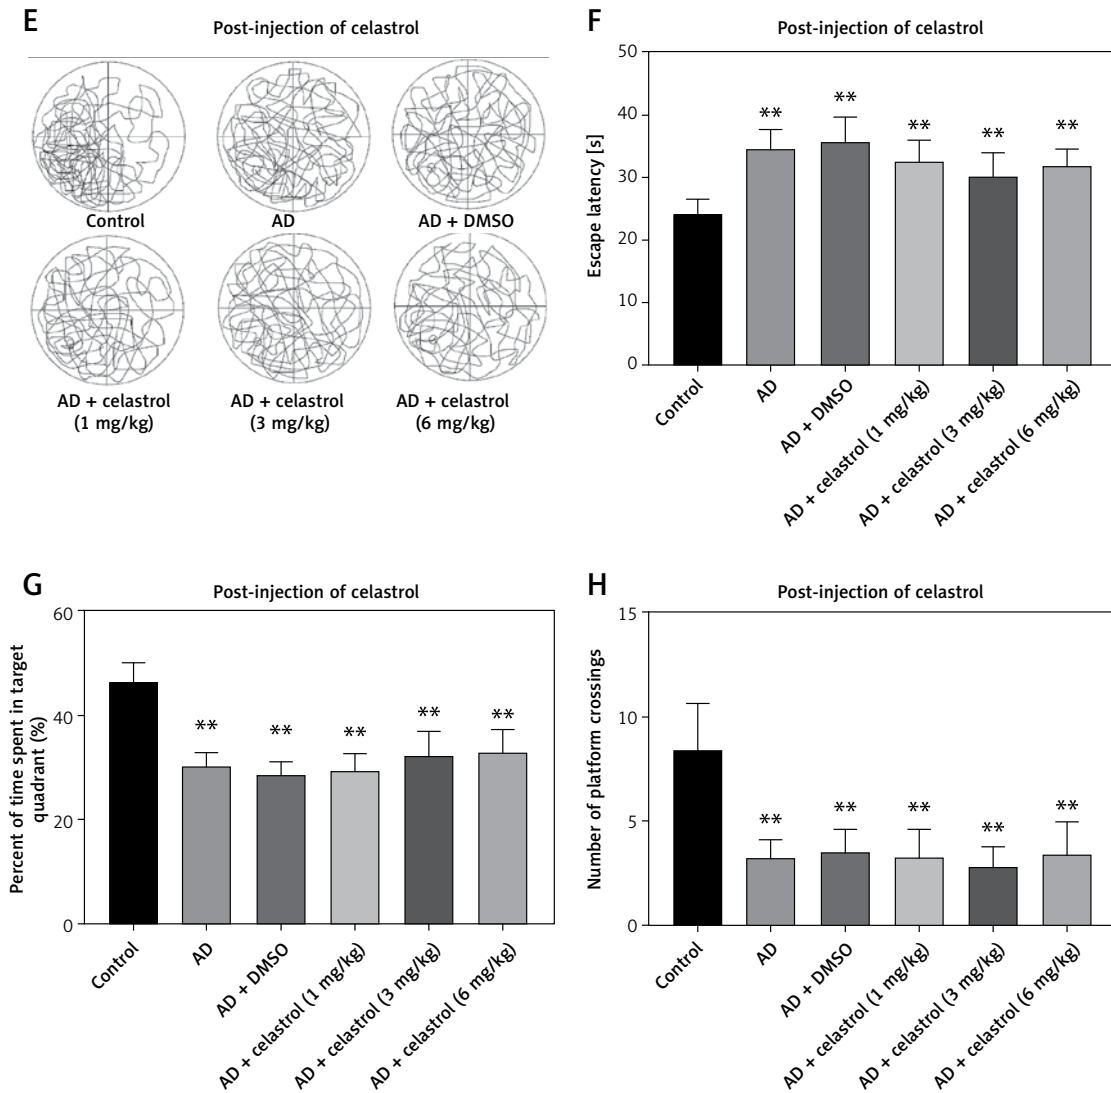 E
Post-injection of celastrol
Control
AD
AD + DMSO
AD + celastrol
(1 mg/kg)
AD + celastrol
(3 mg/kg)
AD + celastrol
(6 mg/kg)
F
Post-injection of celastrol
Escape latency [s]
50
40
30
20
10
0
**
**
**
**
**
Control
AD
AD + DMSO
AD + celastrol (1 mg/kg)
AD + celastrol (3 mg/kg)
AD + celastrol (6 mg/kg)
G
Post-injection of celastrol
Percent of time spent in target
quadrant (%)
60
40
20
0
**
**
**
**
**
Control
AD
AD + DMSO
AD + celastrol (1 mg/kg)
AD + celastrol (3 mg/kg)
AD + celastrol (6 mg/kg)
H
Post-injection of celastrol
Number of platform crossings
15
10
5
0
**
**
**
**
**
Control
AD
AD + DMSO
AD + celastrol (1 mg/kg)
AD + celastrol (3 mg/kg)
AD + celastrol (6 mg/kg)